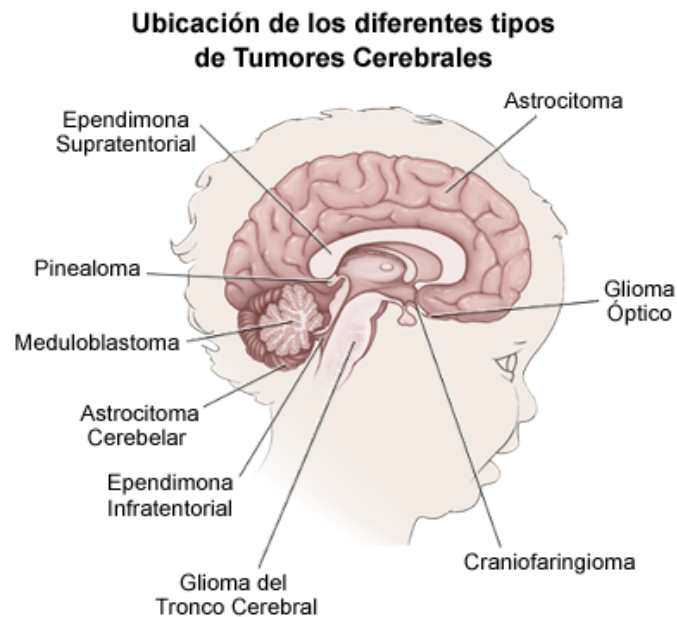 Ubicación de los diferentes tipos
de Tumores Cerebrales
Astrocitoma
Ependimona
Supratentorial
Pinealoma
Glioma
Óptico
Meduloblastoma
Astrocitoma
Cerebelar
Ependimona
Infratentorial
Craniofaringioma
Glioma del
Tronco Cerebral